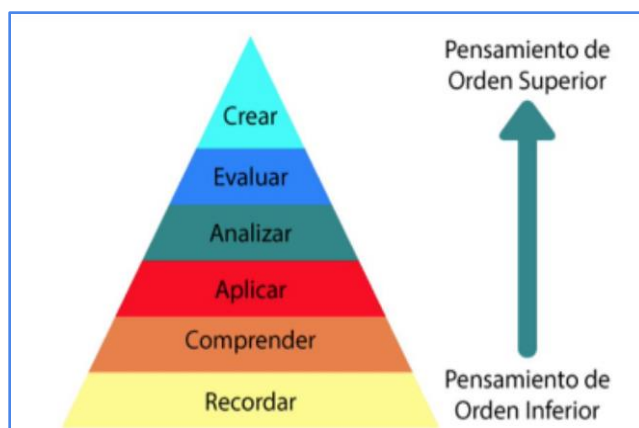 Pensamiento de
Orden Superior
Crear
Evaluar
Analizar
Aplicar
Comprender
Recordar
Pensamiento de
Orden Inferior